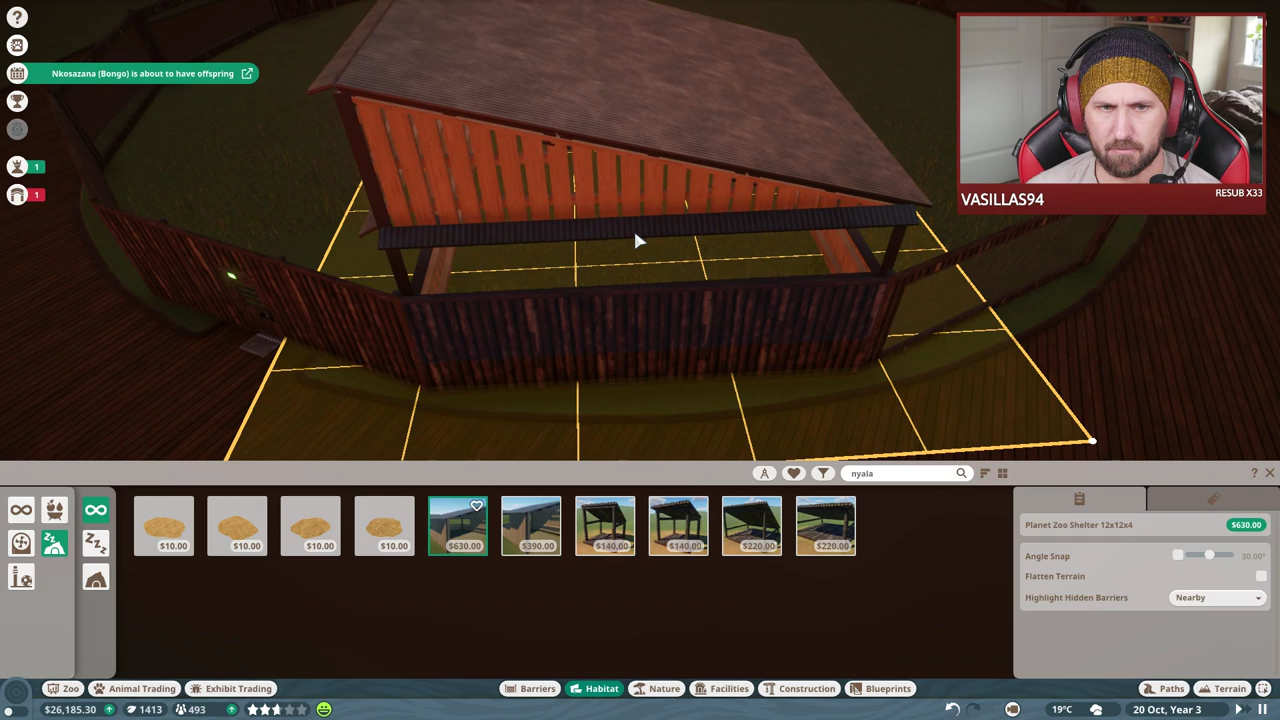 ?
Nkosazana (Bongo) is about to have offspring
1
1
VASILLAS94
RESUB X33
nyala
?
$10.00
$10.00
$10.00
$10.00
$630.00
$390.00
$140.00
$140.00
$220.00
$220.00
Planet Zoo Shelter 12x12x4
$630.00
Angle Snap
30.00°
Flatten Terrain
Highlight Hidden Barriers
Nearby
Zoo
Animal Trading
Exhibit Trading
Barriers
Habitat
Nature
Facilities
Construction
Blueprints
Paths
Terrain
$26,185.30
1413
493
19°C
20 Oct, Year 3